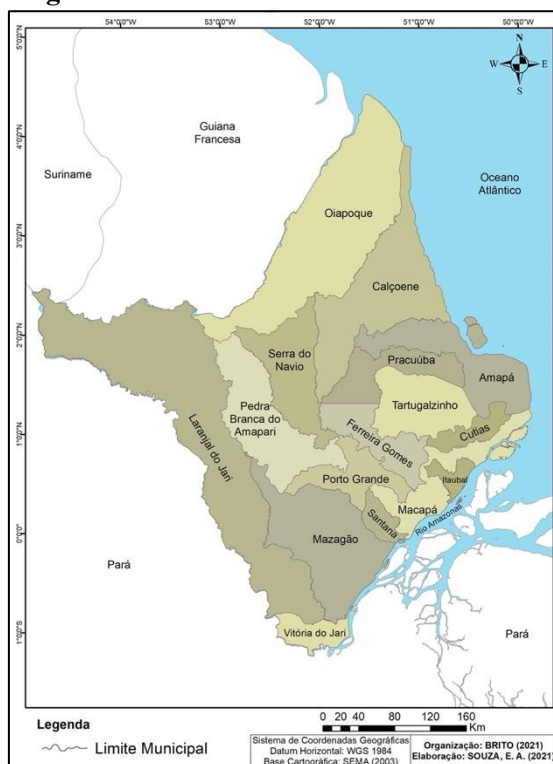 54°0'0"W 53°0'0"W 52°0'0"W 51°0'0"W 50°0'0"W
5°0'0"N
4°0'0"N
3°0'0"N
2°0'0"N
1°0'0"N
0°0'0"
1°0'0"S
N
W E
S
Guiana
Francesa
Suriname
Oceano
Atlântico
Oiapoque
Calçoene
Serra do
Navio
Pracuúba
Amapá
Pedra
Branca do
Amapari
Tartugalzinho
Laranjal do Jari
Ferreira Gomes
Cutias
Porto Grande
Itaubal
Macapá
Santana
Rio Amazonas
Mazagão
Pará
Pará
Vitória do Jari
Legenda
Limite Municipal
0 20 40 80 120 160
Km
Sistema de Coordenadas Geográficas
Datum Horizontal: WGS 1984
Base Cartográfica: SEMA (2003)
Organização: BRITO (2021)
Elaboração: SOUZA, E. A. (2021)